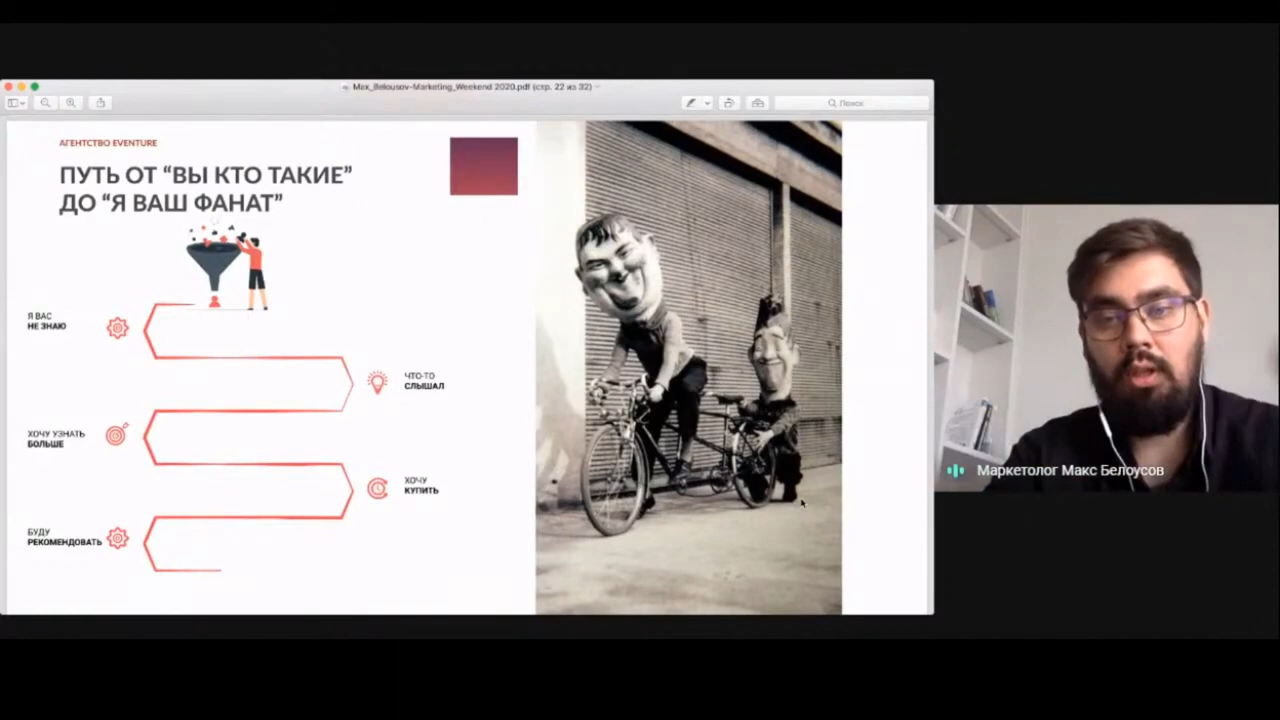 Max_Belousov-Marketing_Weekend 2020.pdf (стр. 22 из 32)
Поиск
АГЕНТСТВО EVENTURE
ПУТЬ ОТ “ВЫ КТО ТАКИЕ”
ДО “Я ВАШ ФАНАТ”
Я ВАС
НЕ ЗНАЮ
ЧТО-ТО
СЛЫШАЛ
ХОЧУ УЗНАТЬ
БОЛЬШЕ
ХОЧУ
КУПИТЬ
БУДУ
РЕКОМЕНДОВАТЬ
Маркетолог Макс Белоусов